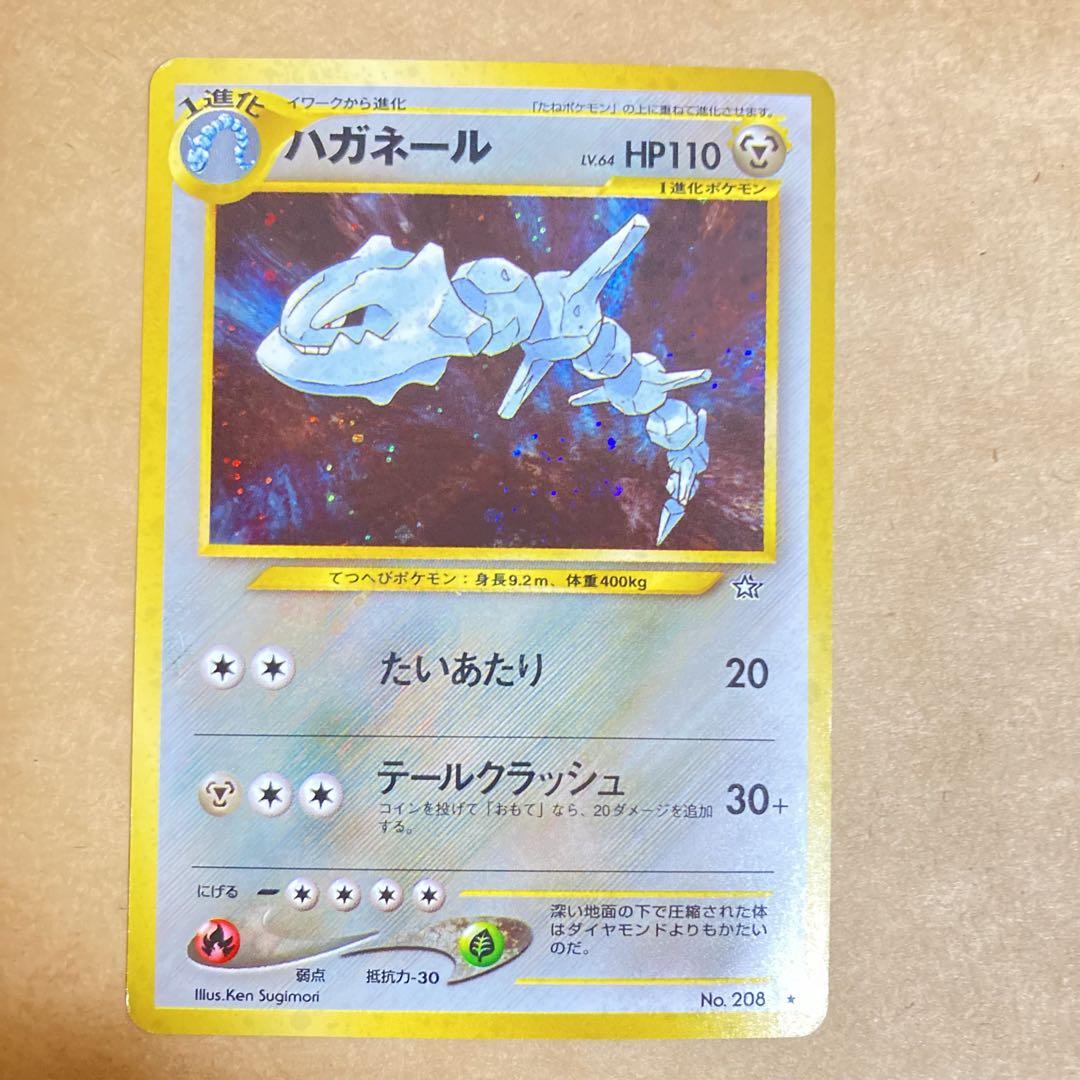 1進化
イワークから進化
「たねポケモン」の上に重ねて進化させます。
ハガネール
LV.64 HP110
1進化ポケモン
てつへびポケモン：身長9.2m、体重400kg
たいあたり 20
テールクラッシュ 30+
コインを投げて「おもて」なら、20ダメージを追加
する。
にげる
深い地面の下で圧縮された体
はダイヤモンドよりもかたい
のだ。
弱点 抵抗力-30
Illus.Ken Sugimori
No. 208 ★